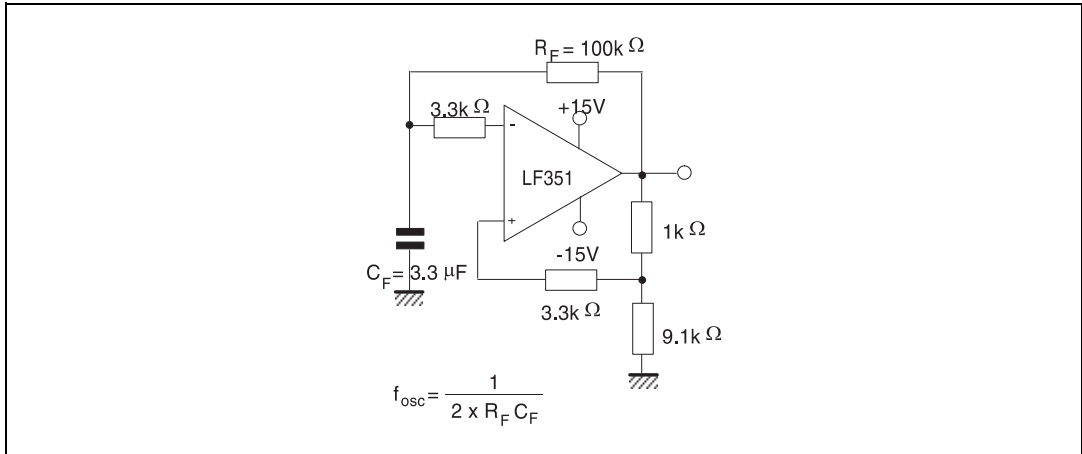 R_F = 100k Ω
3.3k Ω
+15V
-
LF351
+
-15V
1k Ω
C_F = 3.3 μF
3.3k Ω
9.1k Ω
f_osc = 1 / 2 x R_F C_F